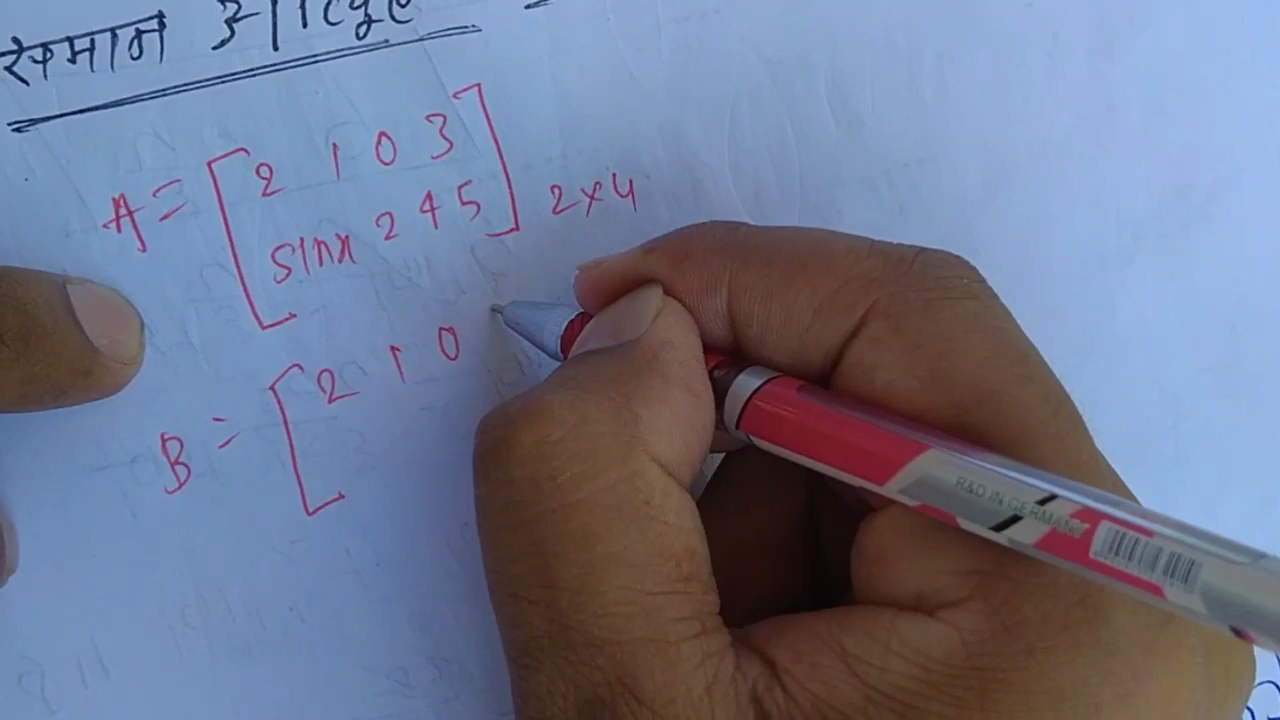 समान आव्यूह
A = [ 2 1 0 3
sinx 2 4 5 ] 2×4
B = [ 2 1 0
R&D IN GERMANY